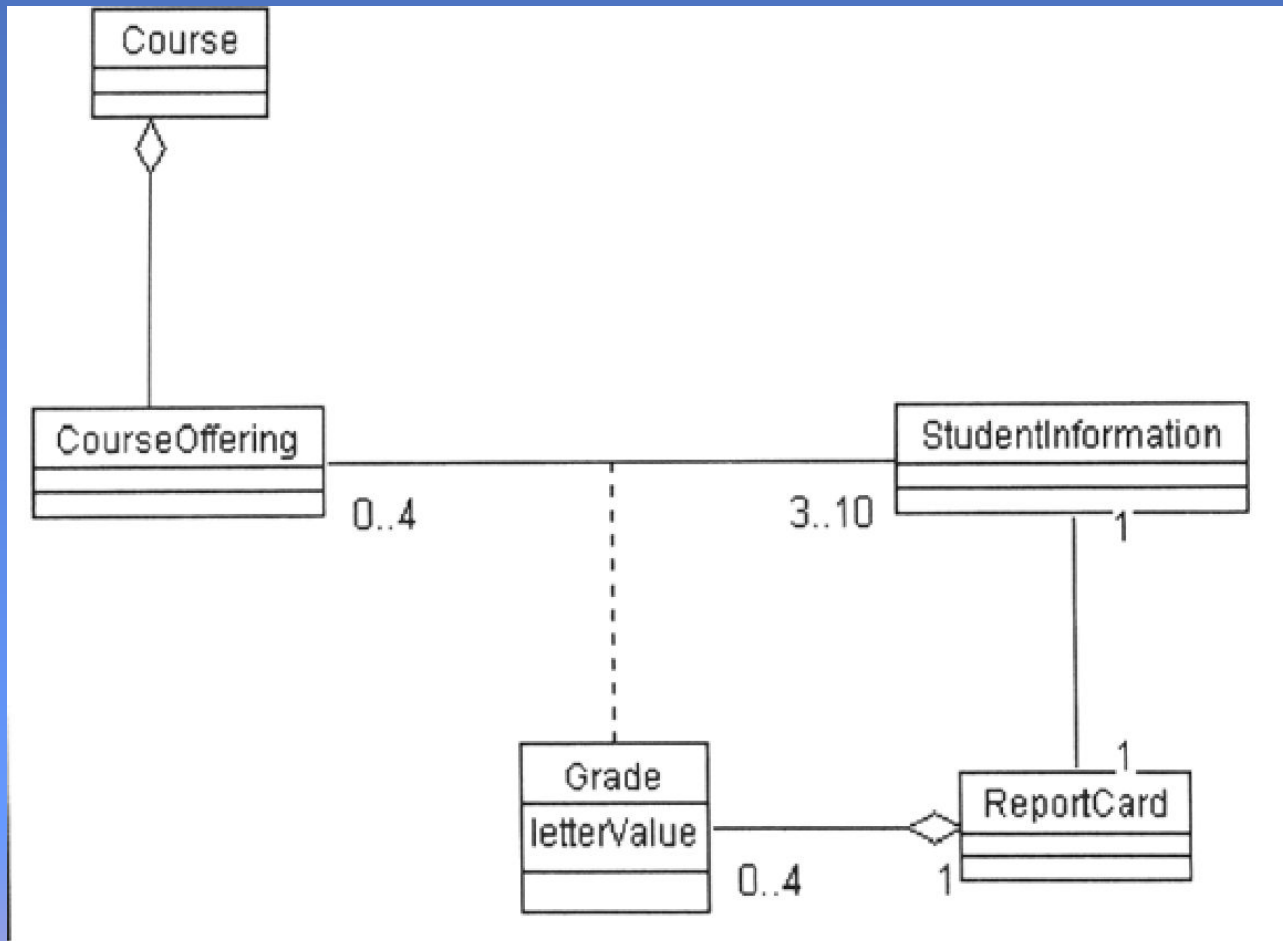 Course
CourseOffering
StudentInformation
0..4
3..10
1
1
Grade
ReportCard
letterValue
0..4
1